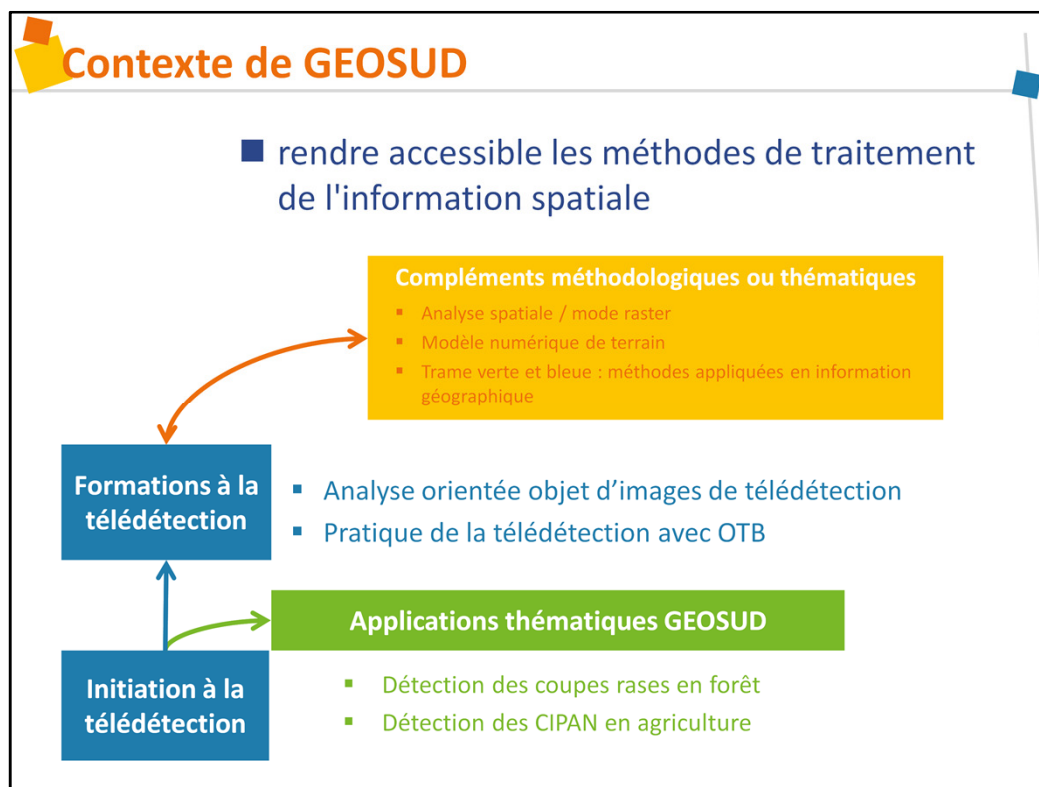 Contexte de GEOSUD
■ rendre accessible les méthodes de traitement
de l'information spatiale
Compléments méthodologiques ou thématiques
▪ Analyse spatiale / mode raster
▪ Modèle numérique de terrain
▪ Trame verte et bleue : méthodes appliquées en information
géographique
Formations à la
télédétection
▪ Analyse orientée objet d’images de télédétection
▪ Pratique de la télédétection avec OTB
Applications thématiques GEOSUD
Initiation à la
télédétection
▪ Détection des coupes rases en forêt
▪ Détection des CIPAN en agriculture